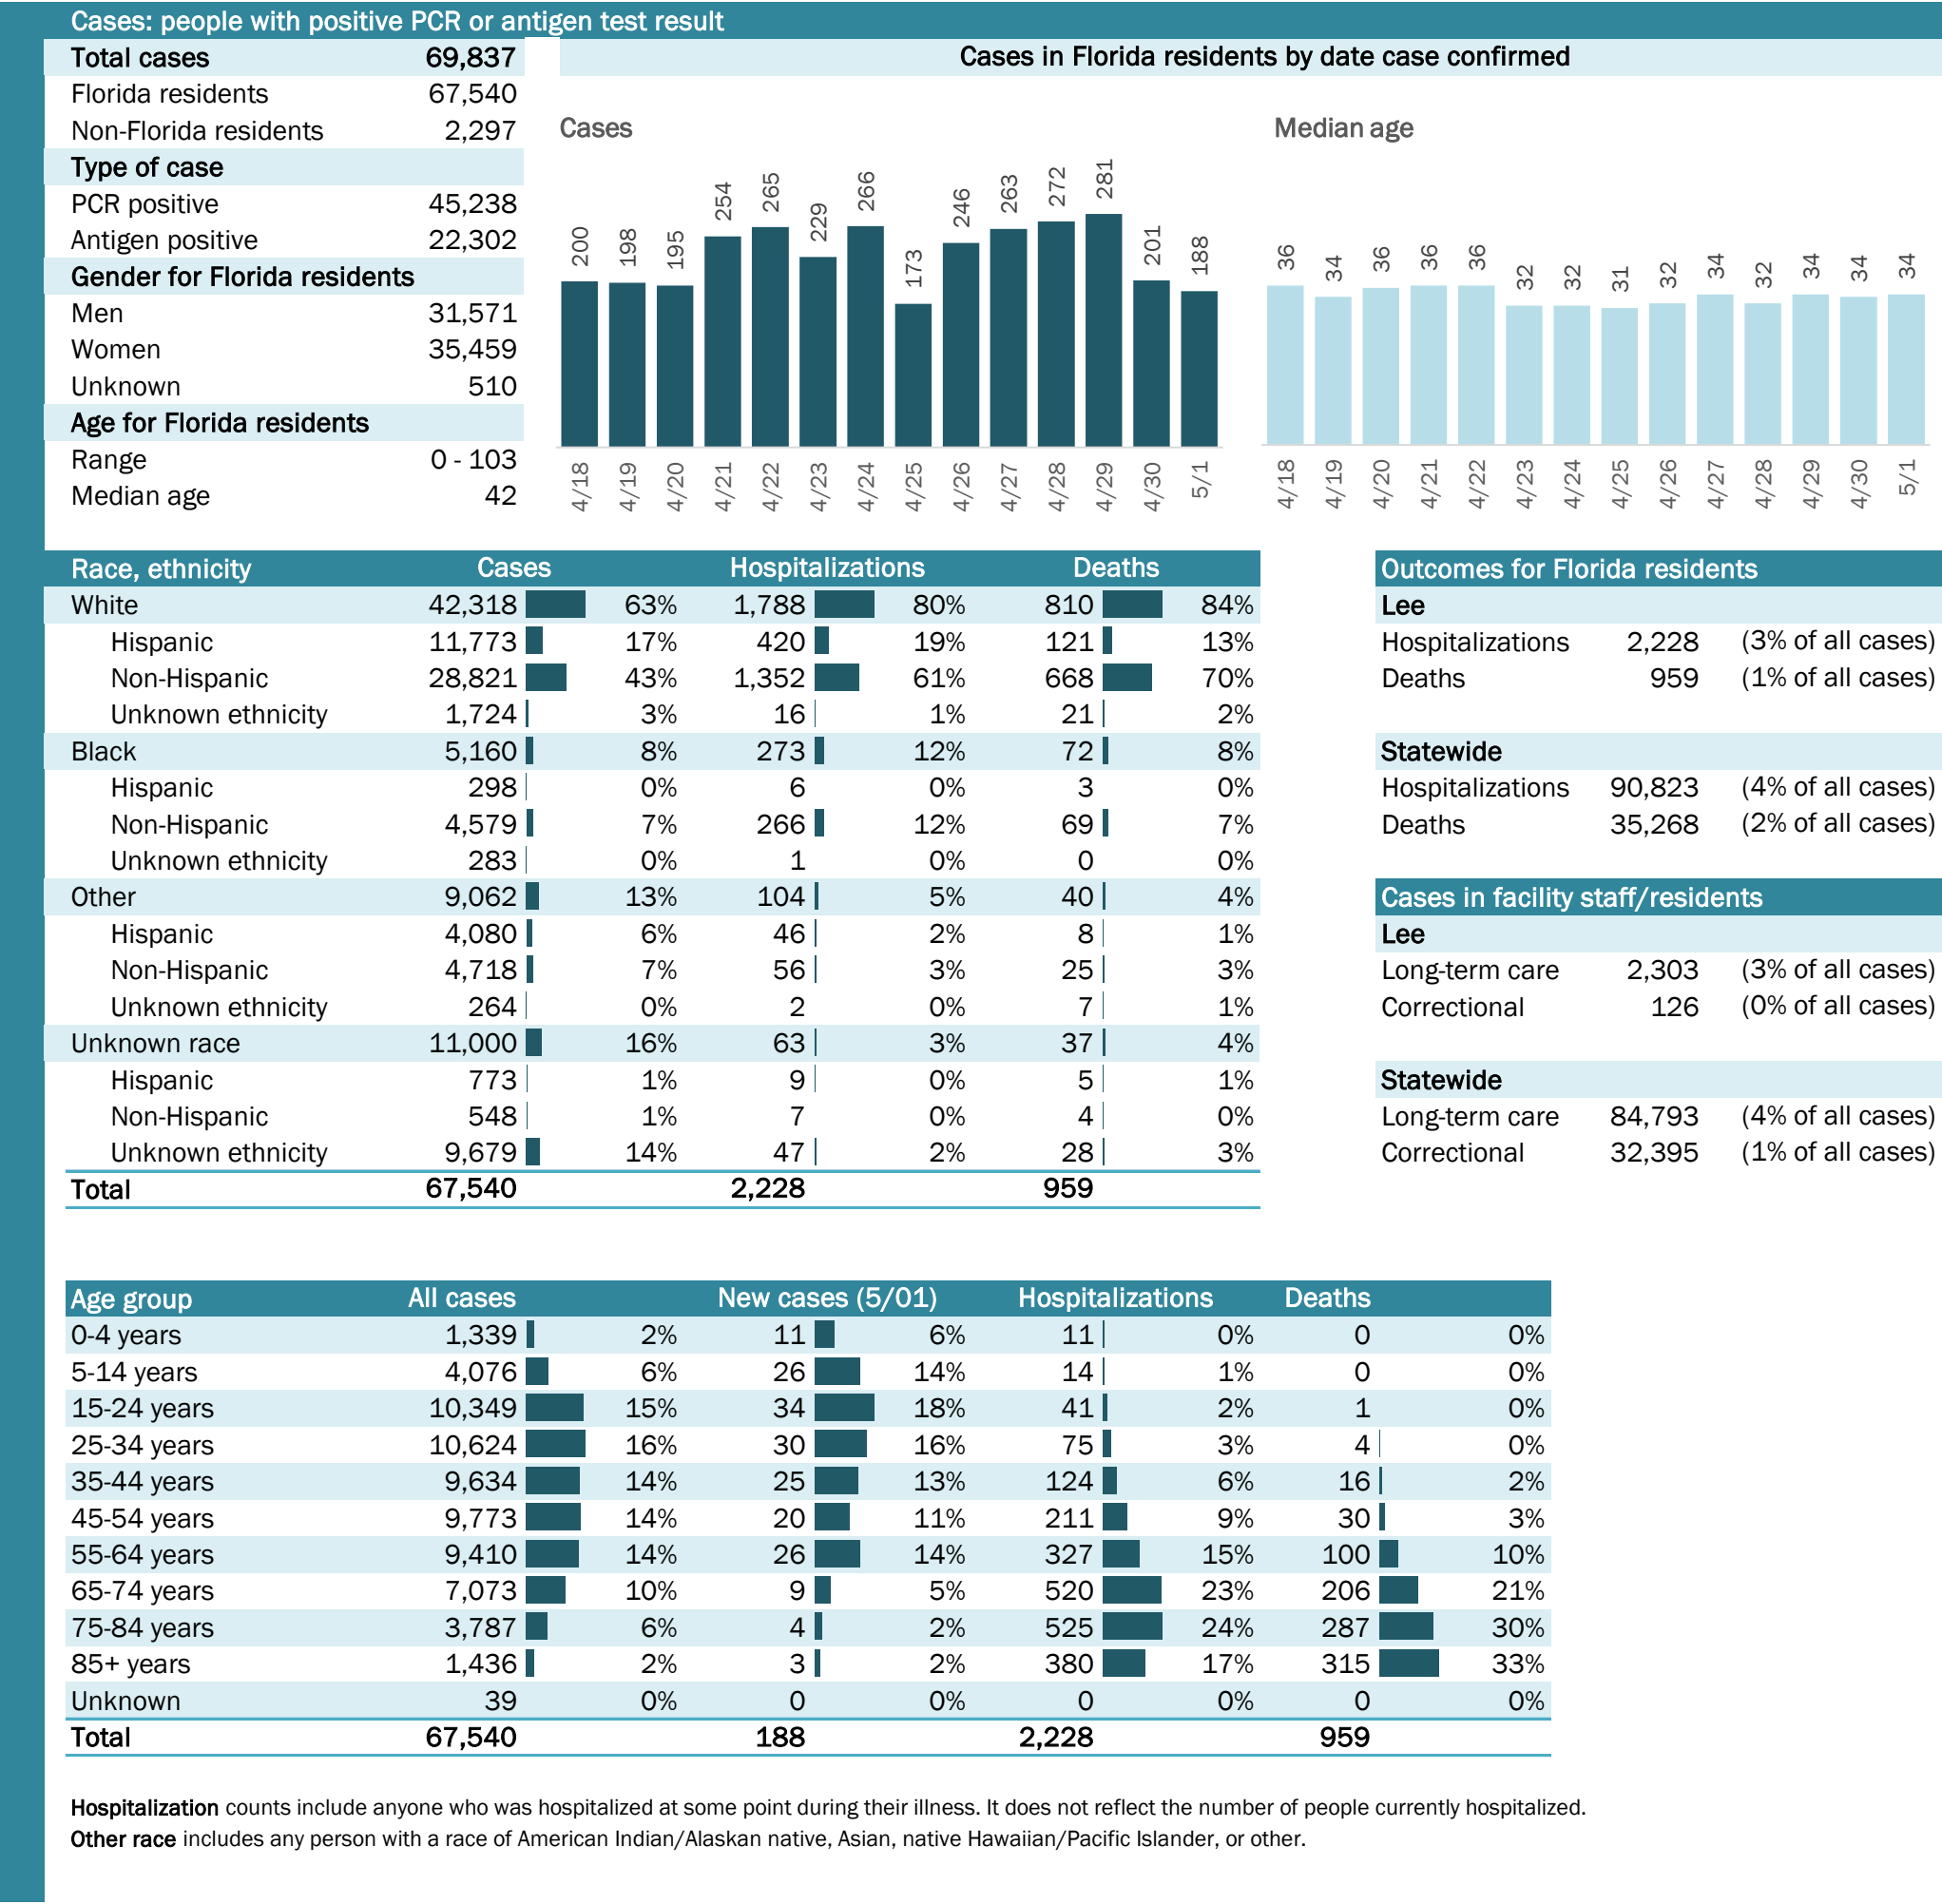 Cases: people with positive PCR or antigen test result
Total cases 69,837
Florida residents 67,540
Non-Florida residents 2,297
Type of case
PCR positive 45,238
Antigen positive 22,302
Gender for Florida residents
Men 31,571
Women 35,459
Unknown 510
Age for Florida residents
Range 0 - 103
Median age 42
Cases in Florida residents by date case confirmed
Cases
200 198 195 254 265 229 266 173 246 263 272 281 201 188
4/18 4/19 4/20 4/21 4/22 4/23 4/24 4/25 4/26 4/27 4/28 4/29 4/30 5/1
Median age
36 34 36 36 36 32 32 31 32 34 32 34 34 34
4/18 4/19 4/20 4/21 4/22 4/23 4/24 4/25 4/26 4/27 4/28 4/29 4/30 5/1
Race, ethnicity Cases Hospitalizations Deaths
White 42,318 63% 1,788 80% 810 84%
Hispanic 11,773 17% 420 19% 121 13%
Non-Hispanic 28,821 43% 1,352 61% 668 70%
Unknown ethnicity 1,724 3% 16 1% 21 2%
Black 5,160 8% 273 12% 72 8%
Hispanic 298 0% 6 0% 3 0%
Non-Hispanic 4,579 7% 266 12% 69 7%
Unknown ethnicity 283 0% 1 0% 0 0%
Other 9,062 13% 104 5% 40 4%
Hispanic 4,080 6% 46 2% 8 1%
Non-Hispanic 4,718 7% 56 3% 25 3%
Unknown ethnicity 264 0% 2 0% 7 1%
Unknown race 11,000 16% 63 3% 37 4%
Hispanic 773 1% 9 0% 5 1%
Non-Hispanic 548 1% 7 0% 4 0%
Unknown ethnicity 9,679 14% 47 2% 28 3%
Total 67,540 2,228 959
Outcomes for Florida residents
Lee
Hospitalizations 2,228 (3% of all cases)
Deaths 959 (1% of all cases)
Statewide
Hospitalizations 90,823 (4% of all cases)
Deaths 35,268 (2% of all cases)
Cases in facility staff/residents
Lee
Long-term care 2,303 (3% of all cases)
Correctional 126 (0% of all cases)
Statewide
Long-term care 84,793 (4% of all cases)
Correctional 32,395 (1% of all cases)
Age group All cases New cases (5/01) Hospitalizations Deaths
0-4 years 1,339 2% 11 6% 11 0% 0 0%
5-14 years 4,076 6% 26 14% 14 1% 0 0%
15-24 years 10,349 15% 34 18% 41 2% 1 0%
25-34 years 10,624 16% 30 16% 75 3% 4 0%
35-44 years 9,634 14% 25 13% 124 6% 16 2%
45-54 years 9,773 14% 20 11% 211 9% 30 3%
55-64 years 9,410 14% 26 14% 327 15% 100 10%
65-74 years 7,073 10% 9 5% 520 23% 206 21%
75-84 years 3,787 6% 4 2% 525 24% 287 30%
85+ years 1,436 2% 3 2% 380 17% 315 33%
Unknown 39 0% 0 0% 0 0% 0 0%
Total 67,540 188 2,228 959
Hospitalization counts include anyone who was hospitalized at some point during their illness. It does not reflect the number of people currently hospitalized.
Other race includes any person with a race of American Indian/Alaskan native, Asian, native Hawaiian/Pacific Islander, or other.